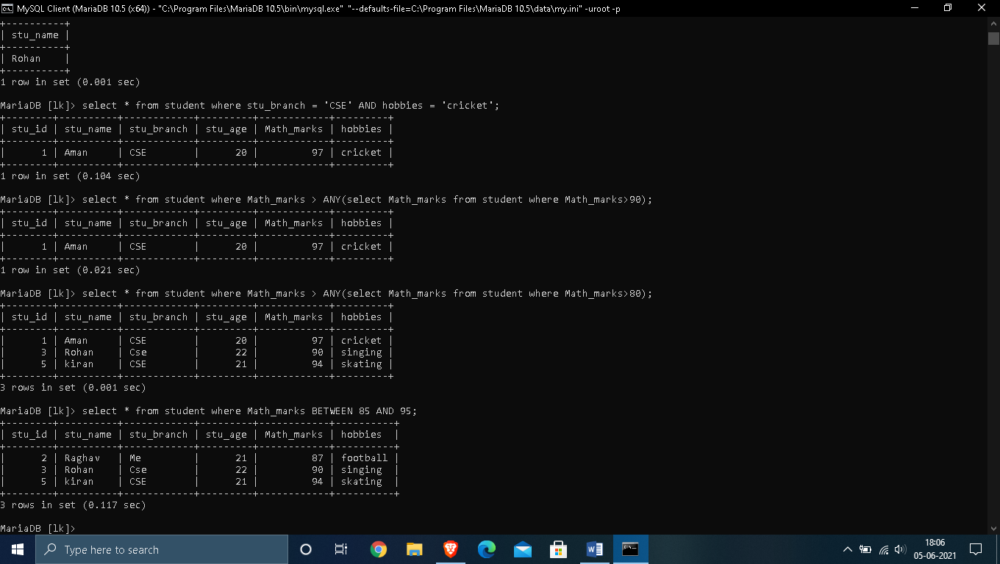 MySQL Client (MariaDB 10.5 (x64)) - "C:\Program Files\MariaDB 10.5\bin\mysql.exe" "--defaults-file=C:\Program Files\MariaDB 10.5\data\my.ini" -uroot -p
+----------+
| stu_name |
+----------+
| Rohan    |
+----------+
1 row in set (0.001 sec)
MariaDB [lk]> select * from student where stu_branch = 'CSE' AND hobbies = 'cricket';
+--------+----------+------------+---------+------------+---------+
| stu_id | stu_name | stu_branch | stu_age | Math_marks | hobbies |
+--------+----------+------------+---------+------------+---------+
|      1 | Aman     | CSE        |      20 |         97 | cricket |
+--------+----------+------------+---------+------------+---------+
1 row in set (0.104 sec)
MariaDB [lk]> select * from student where Math_marks > ANY(select Math_marks from student where Math_marks>90);
+--------+----------+------------+---------+------------+---------+
| stu_id | stu_name | stu_branch | stu_age | Math_marks | hobbies |
+--------+----------+------------+---------+------------+---------+
|      1 | Aman     | CSE        |      20 |         97 | cricket |
+--------+----------+------------+---------+------------+---------+
1 row in set (0.021 sec)
MariaDB [lk]> select * from student where Math_marks > ANY(select Math_marks from student where Math_marks>80);
+--------+----------+------------+---------+------------+---------+
| stu_id | stu_name | stu_branch | stu_age | Math_marks | hobbies |
+--------+----------+------------+---------+------------+---------+
|      1 | Aman     | CSE        |      20 |         97 | cricket |
|      3 | Rohan    | Cse        |      22 |         90 | singing |
|      5 | kiran    | CSE        |      21 |         94 | skating |
+--------+----------+------------+---------+------------+---------+
3 rows in set (0.001 sec)
MariaDB [lk]> select * from student where Math_marks BETWEEN 85 AND 95;
+--------+----------+------------+---------+------------+----------+
| stu_id | stu_name | stu_branch | stu_age | Math_marks | hobbies  |
+--------+----------+------------+---------+------------+----------+
|      2 | Raghav   | Me         |      21 |         87 | football |
|      3 | Rohan    | Cse        |      22 |         90 | singing  |
|      5 | kiran    | CSE        |      21 |         94 | skating  |
+--------+----------+------------+---------+------------+----------+
3 rows in set (0.117 sec)
MariaDB [lk]>
Type here to search
18:06
05-06-2021